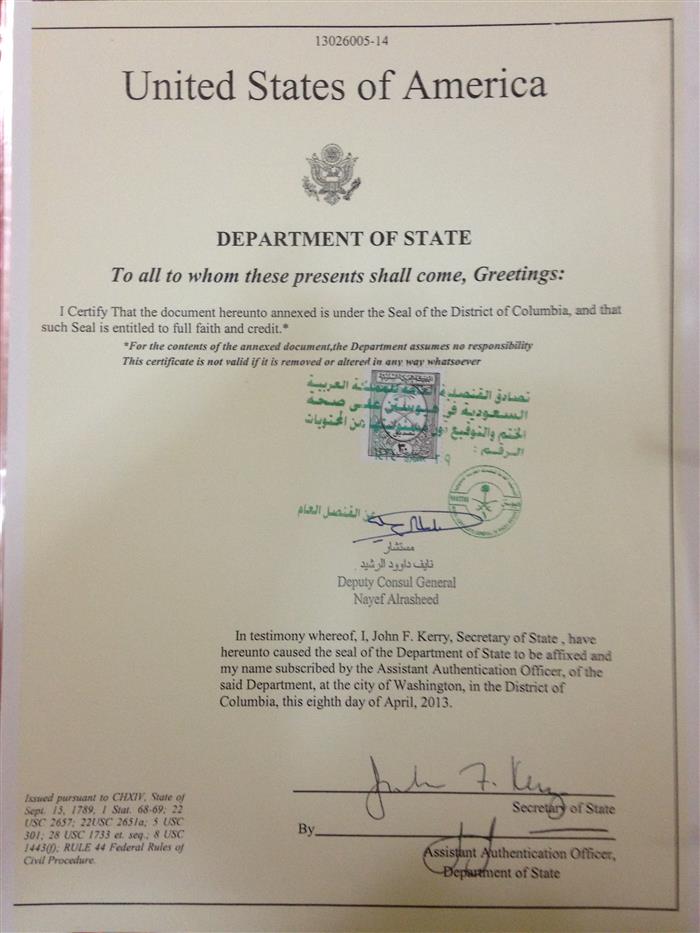 13026005-14
United States of America
DEPARTMENT OF STATE
To all to whom these presents shall come, Greetings:
I Certify That the document hereunto annexed is under the Seal of the District of Columbia, and that
such Seal is entitled to full faith and credit.*
*For the contents of the annexed document,the Department assumes no responsibility
This certificate is not valid if it is removed or altered in any way whatsoever
تصادق القنصلية العامة للمملكة العربية
السعودية في هيوستن على صحة
الختم والتوقيع دون مسئوليتها من المحتويات
الرقم :
عن القنصل العام
مستشار
نايف داوود الرشيد
Deputy Consul General
Nayef Alrasheed
In testimony whereof, I, John F. Kerry, Secretary of State , have
hereunto caused the seal of the Department of State to be affixed and
my name subscribed by the Assistant Authentication Officer, of the
said Department, at the city of Washington, in the District of
Columbia, this eighth day of April, 2013.
Issued pursuant to CHXIV, State of
Sept. 15, 1789, 1 Stat. 68-69; 22
USC 2657; 22USC 2651a; 5 USC
301; 28 USC 1733 et. seq.; 8 USC
1443(f); RULE 44 Federal Rules of
Civil Procedure.
John F. Kerry
Secretary of State
By
Assistant Authentication Officer,
Department of State